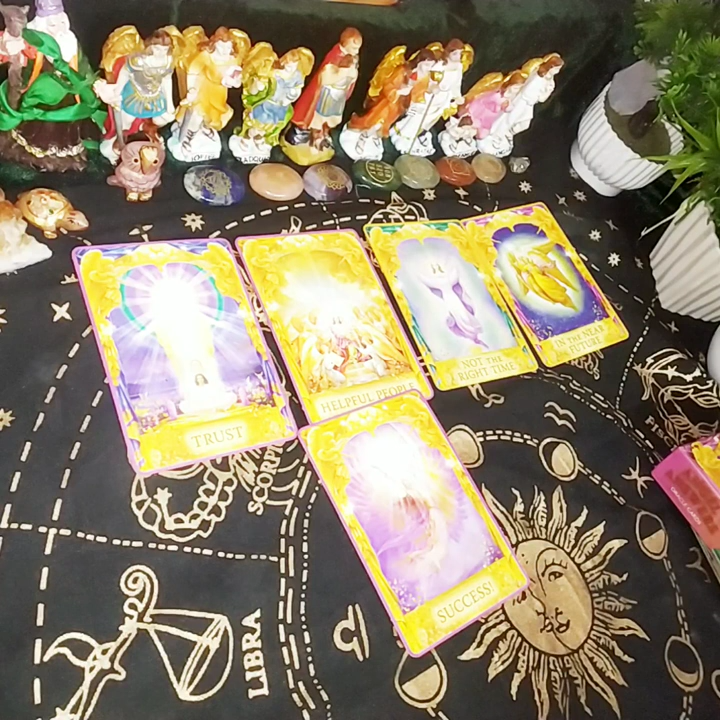 TRUST
HELPFUL PEOPLE
NOT THE
RIGHT TIME
IN THE NEAR
FUTURE
SUCCESS!
SCORPIO
LIBRA